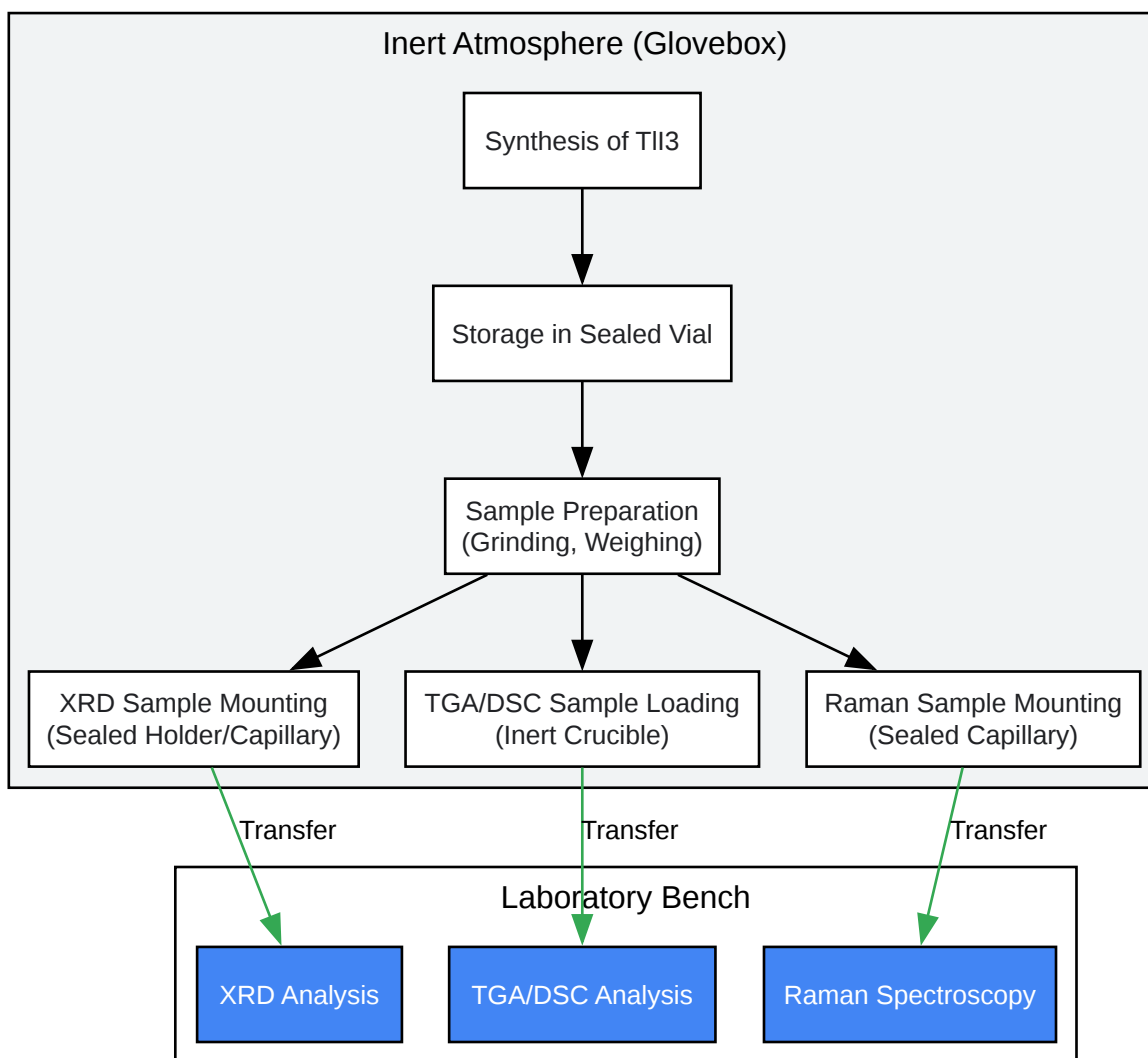 Inert Atmosphere (Glovebox)
Synthesis of TlI3
Storage in Sealed Vial
Sample Preparation
(Grinding, Weighing)
XRD Sample Mounting
(Sealed Holder/Capillary)
TGA/DSC Sample Loading
(Inert Crucible)
Raman Sample Mounting
(Sealed Capillary)
Transfer
Transfer
Transfer
Laboratory Bench
XRD Analysis
TGA/DSC Analysis
Raman Spectroscopy